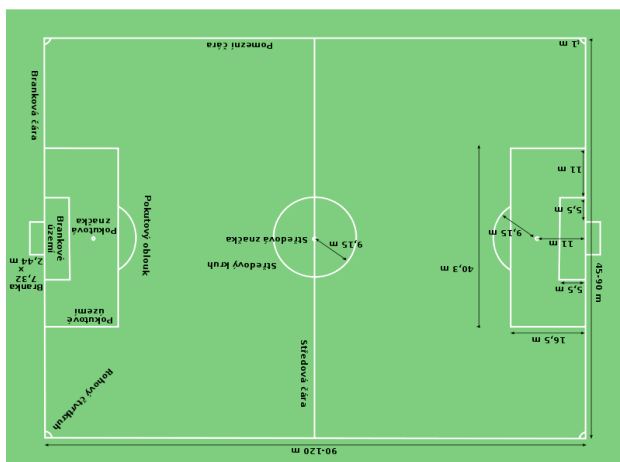 90-120 m
Rohový čtvrtkruh
Středová čára
16,5 m
Pokutové
území
5,5 m
Branka
7,32
×
2,44 m
45-90 m
40,3 m
Středový kruh
11 m
9,15 m
9,15 m
Středová značka
Pokutová
značka
Brankové
území
Pokutový oblouk
5,5 m
11 m
Branková čára
1 m
Pomezní čára